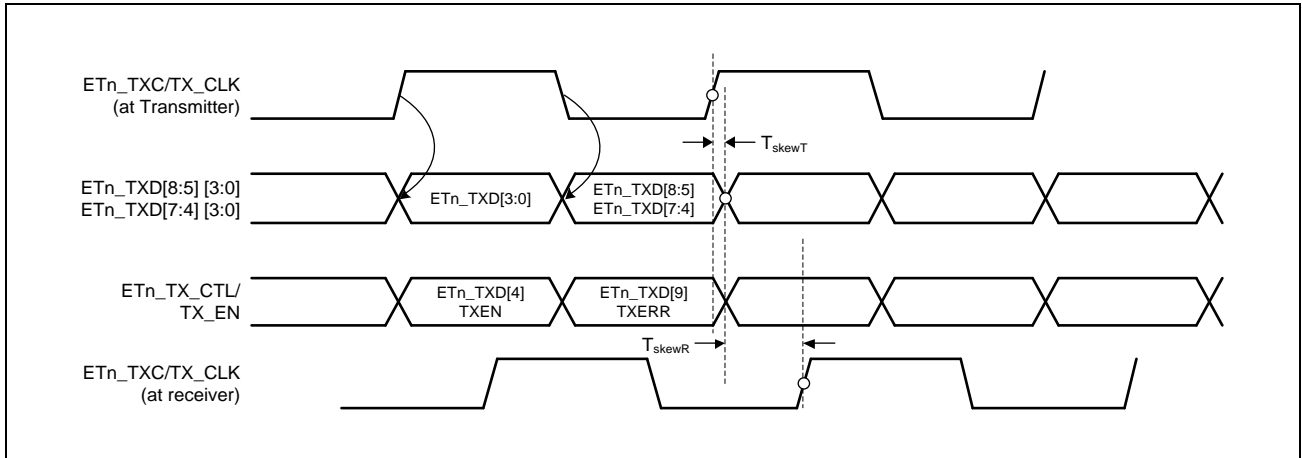 ETn_TXC/TX_CLK
(at Transmitter)
TskewT
ETn_TXD[8:5] [3:0]
ETn_TXD[7:4] [3:0]
ETn_TXD[3:0]
ETn_TXD[8:5]
ETn_TXD[7:4]
ETn_TX_CTL/
TX_EN
ETn_TXD[4]
TXEN
ETn_TXD[9]
TXERR
TskewR
ETn_TXC/TX_CLK
(at receiver)